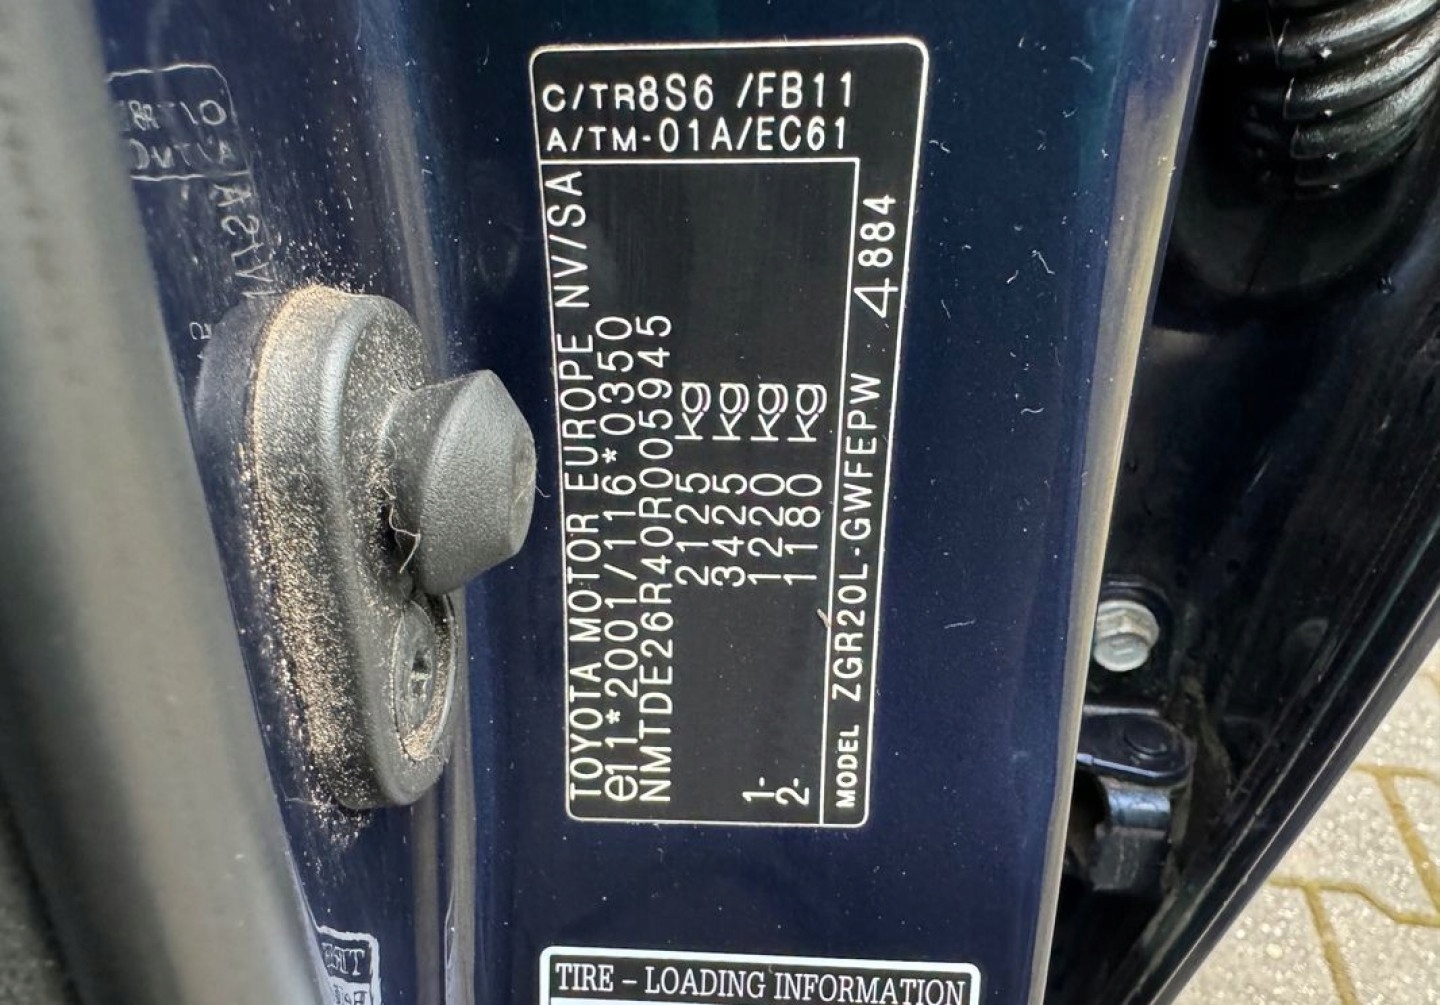 C/TR8S6 /FB11
A/TM-01A/EC61
TOYOTA MOTOR EUROPE NV/SA
e11*2001/116*0350
NMTDE26R40R005945
2125 kg
3425 kg
1- 1220 kg
2- 1180 kg
MODEL ZGR20L-GWFEPW 4884
TIRE – LOADING INFORMATION